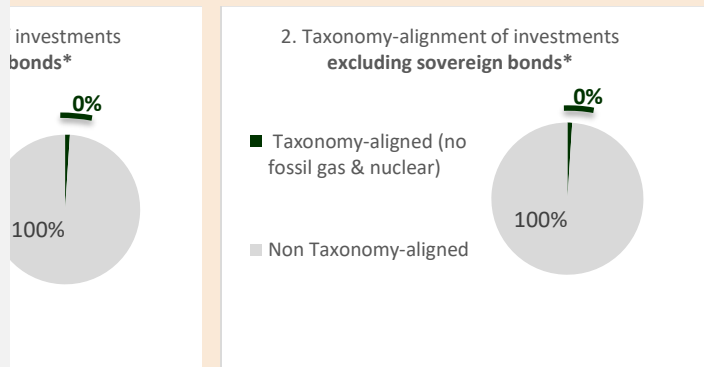 investments
bonds*
0%
100%
2. Taxonomy-alignment of investments
excluding sovereign bonds*
0%
Taxonomy-aligned (no
fossil gas & nuclear)
100%
Non Taxonomy-aligned